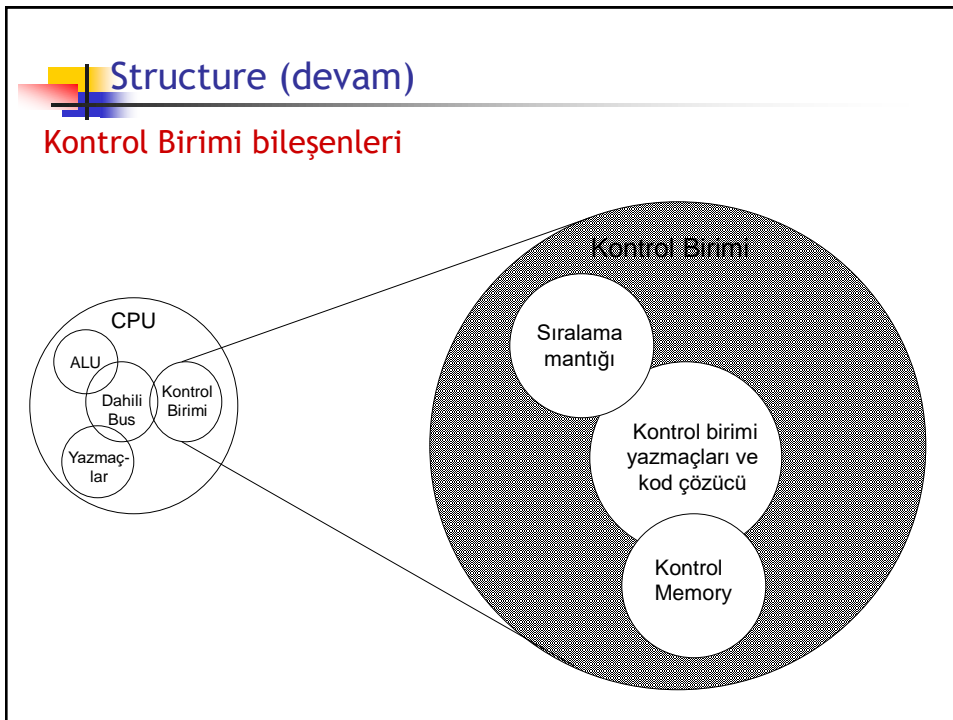 Structure (devam)
Kontrol Birimi bileşenleri
CPU
ALU
Dahili
Bus
Kontrol
Birimi
Yazmaç-
lar
Kontrol Birimi
Sıralama
mantığı
Kontrol birimi
yazmaçları ve
kod çözücü
Kontrol
Memory